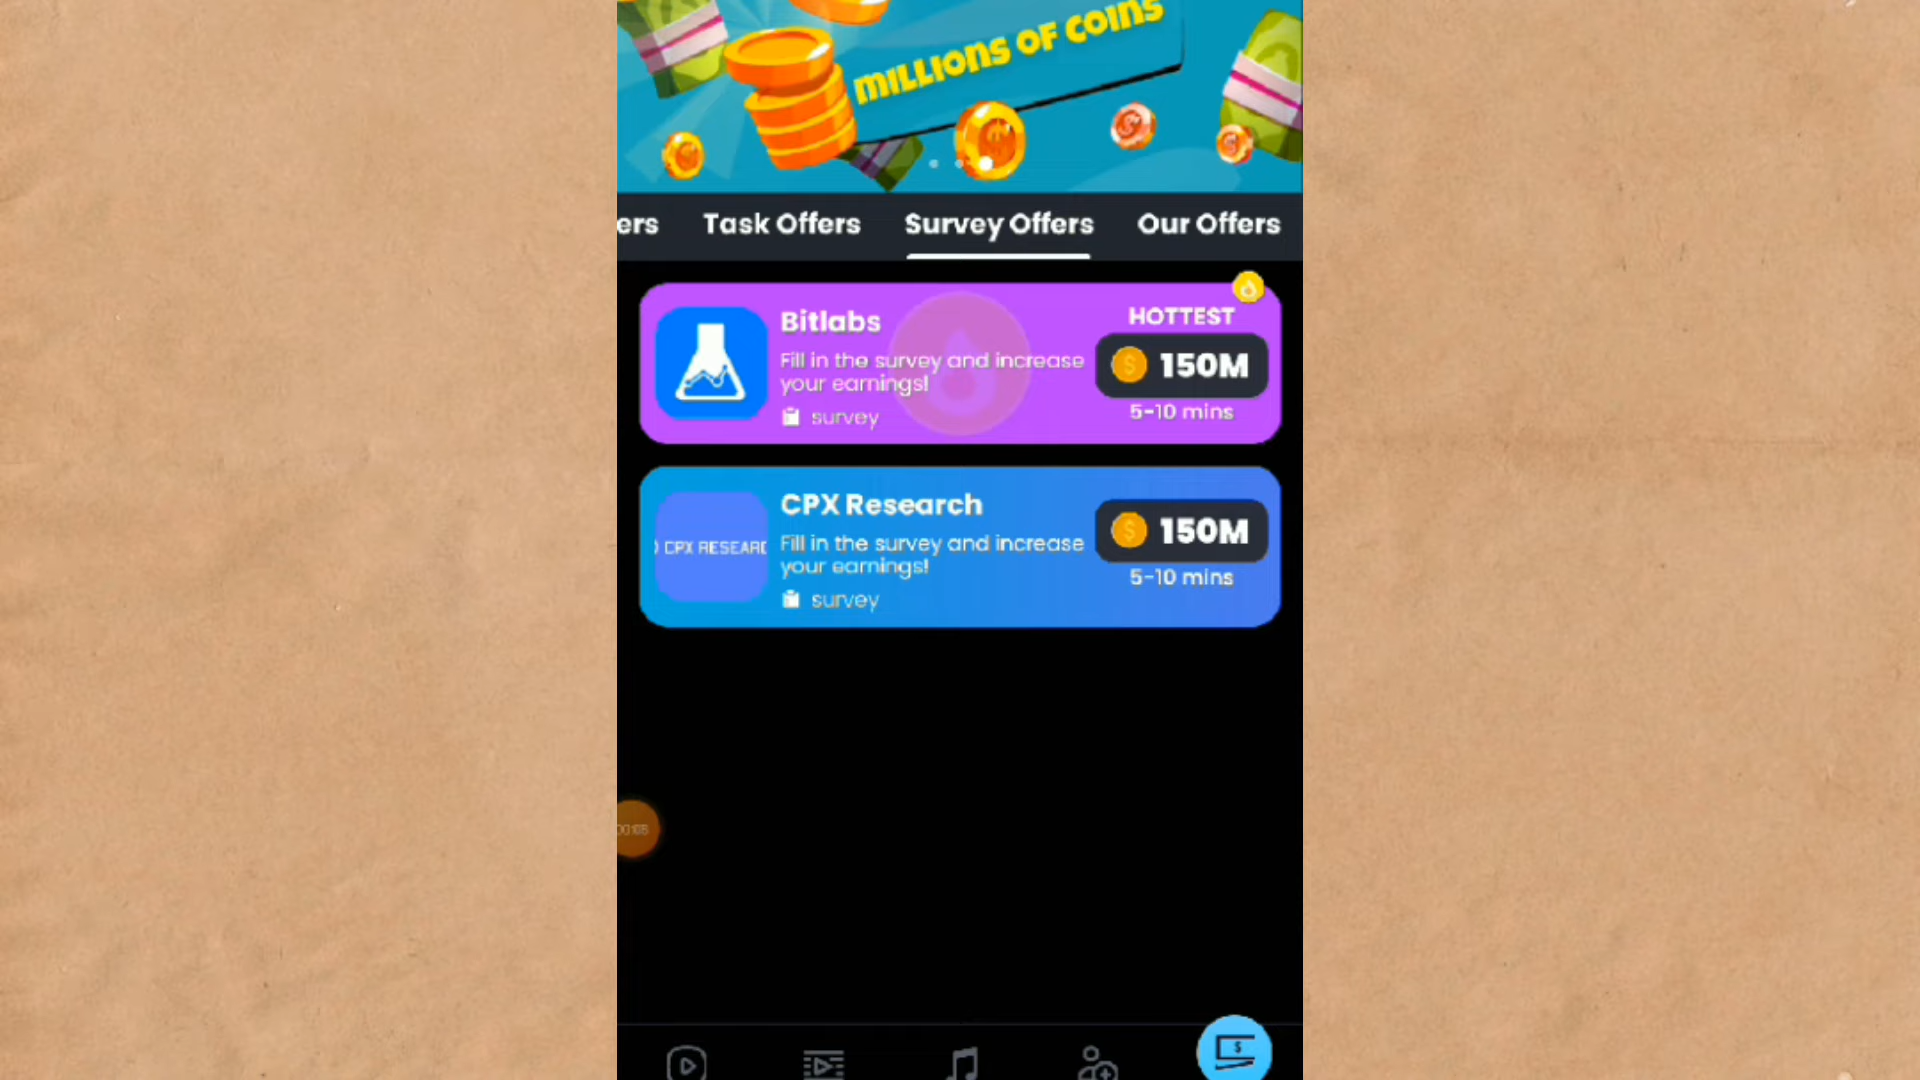 MILLIONS OF COINS
ers
Task Offers
Survey Offers
Our Offers
Bitlabs
Fill in the survey and increase
your earnings!
survey
HOTTEST
150M
5-10 mins
CPX RESEARC
CPX Research
Fill in the survey and increase
your earnings!
survey
150M
5-10 mins